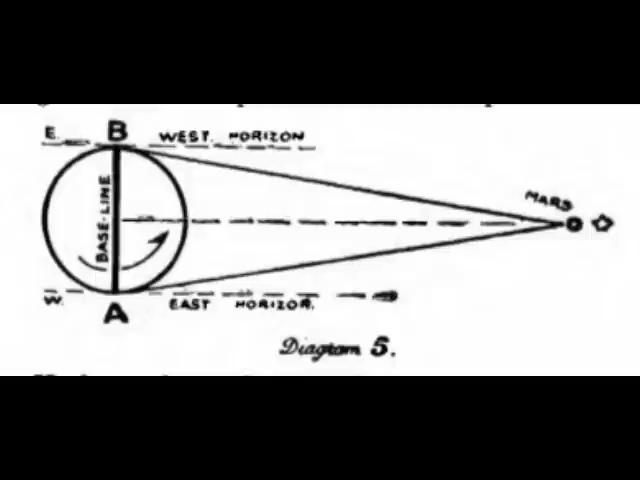 E.
B
WEST. HORIZON
BASE-LINE
MARS
W.
A
EAST HORIZON.
Diagram 5.